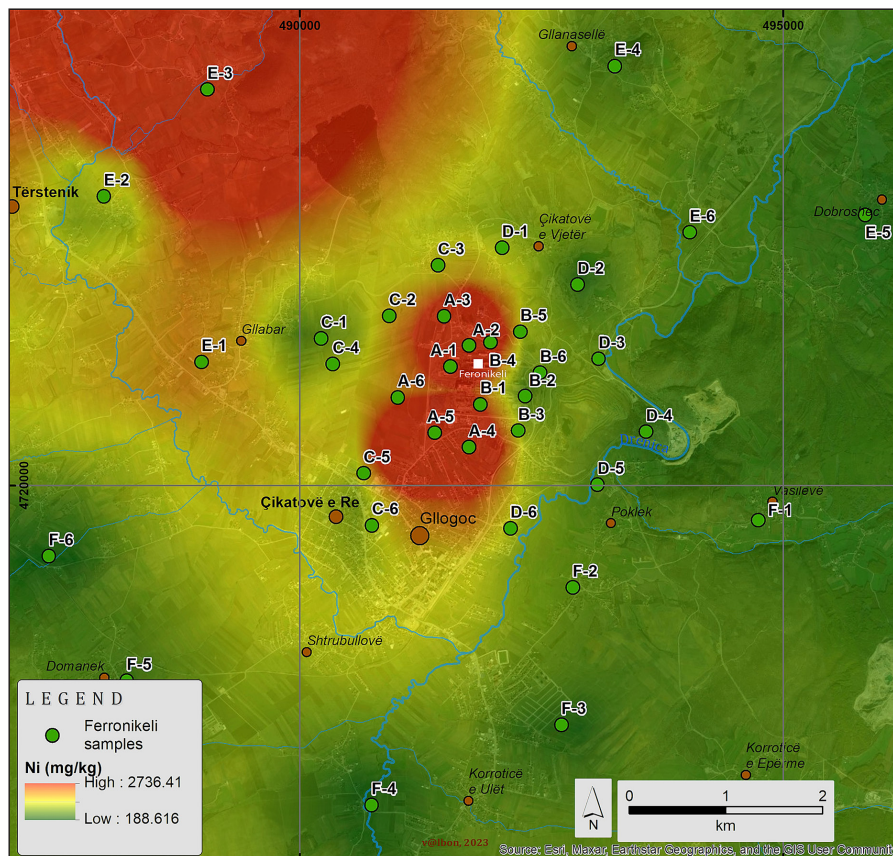 490000
495000
Gllanasellë
E-4
E-3
E-2
Tërstenik
Dobroshec
E-5
E-6
D-1
Çikatovë
e Vjetër
C-3
D-2
C-2
A-3
B-5
C-1
A-2
Gllabar
E-1
C-4
A-1
B-4
B-6
D-3
Feronikeli
A-6
B-1
B-2
A-5
A-4
B-3
D-4
Drenica
C-5
D-5
4720000
Vasilevë
Çikatovë e Re
C-6
Gllogoc
D-6
Poklek
F-1
F-6
F-2
Shtrubullovë
Domanek
F-5
F-3
LEGEND
Ferronikeli
samples
Ni (mg/kg)
High : 2736.41
Low : 188.616
F-4
Korroticë
e Ulët
Korroticë
e Epërme
N
0 1 2
km
v@lbon, 2023
Source: Esri, Maxar, Earthstar Geographics, and the GIS User Communit